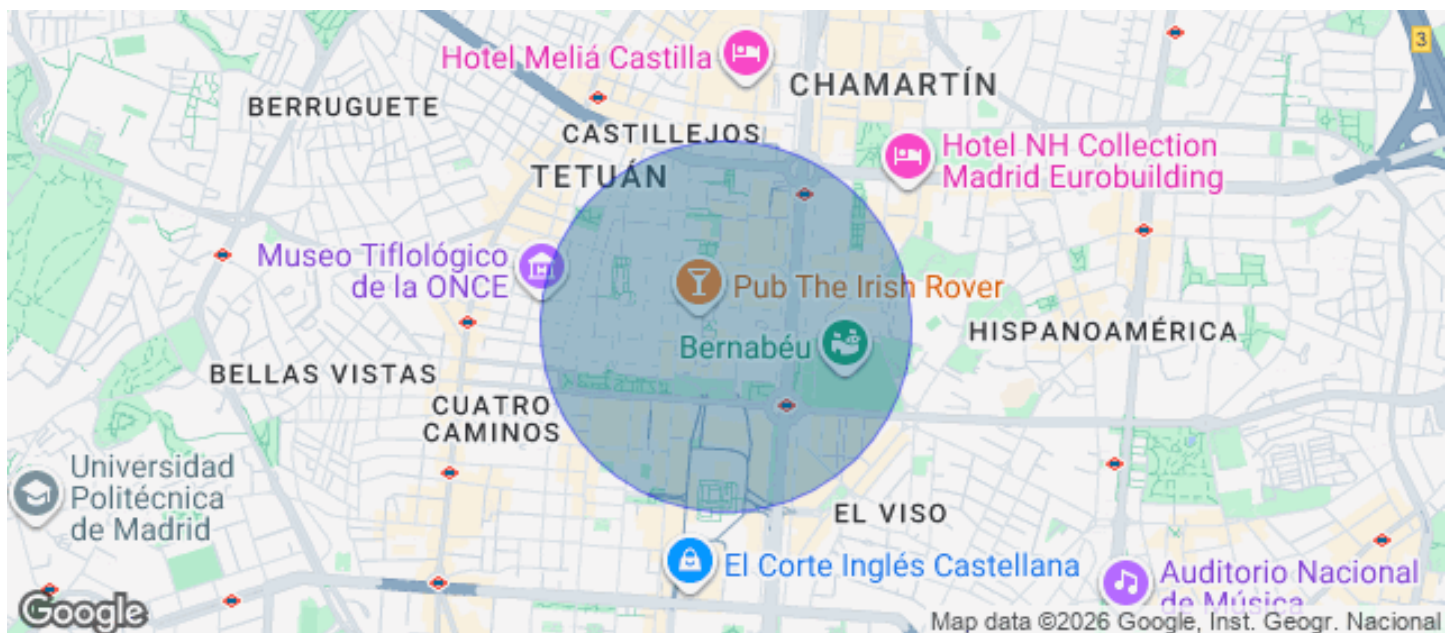 Hotel Meliá Castilla
3
CHAMARTÍN
BERRUGUETE
CASTILLEJOS
Hotel NH Collection
Madrid Eurobuilding
TETUÁN
Museo Tiflológico
de la ONCE
Pub The Irish Rover
Bernabéu
HISPANOAMÉRICA
BELLAS VISTAS
CUATRO
CAMINOS
Universidad
Politécnica
de Madrid
EL VISO
El Corte Inglés Castellana
Auditorio Nacional
de Música
Google
Map data ©2026 Google, Inst. Geogr. Nacional